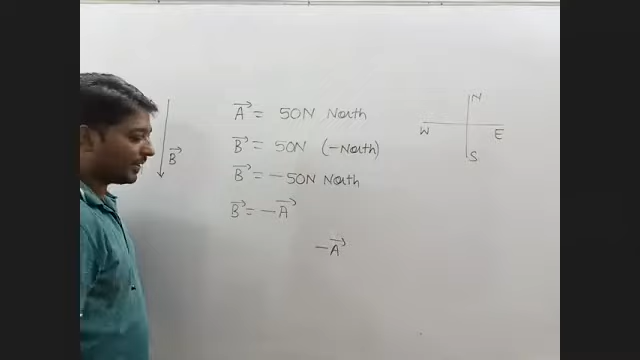 A⃗ = 50N North
B⃗ = 50N (-North)
B⃗ = -50N North
B⃗ = -A⃗
-A⃗
B⃗
N
W E
S